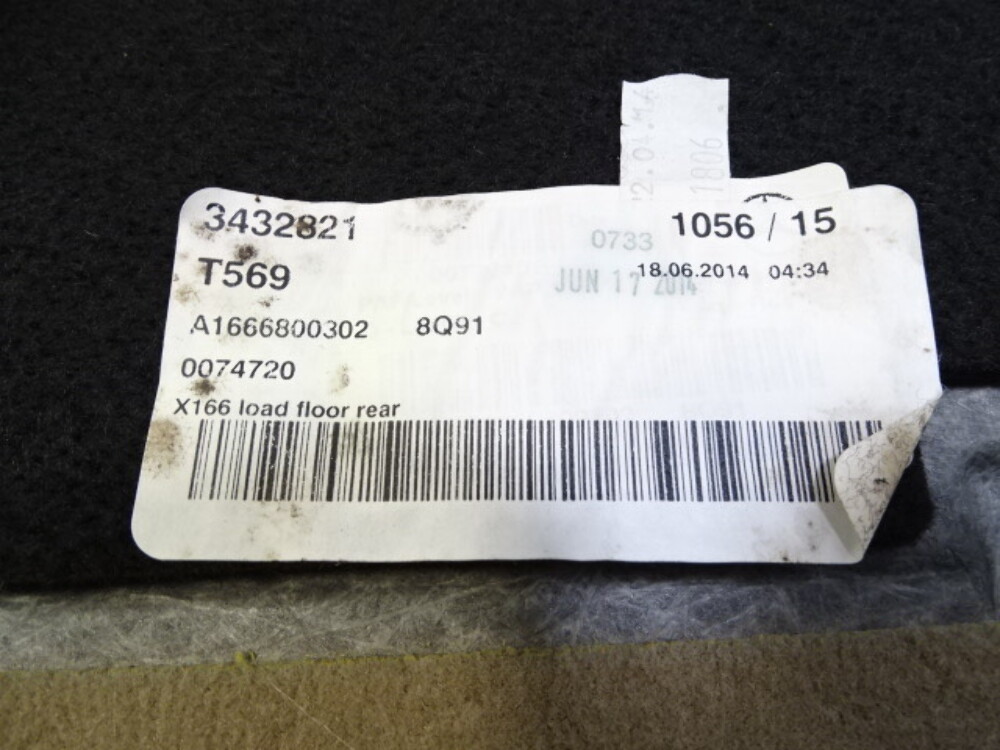 1806
3432821
1056 / 15
0733
T569
18.06.2014 04:34
JUN 17 2014
A1666800302 8Q91
0074720
X166 load floor rear